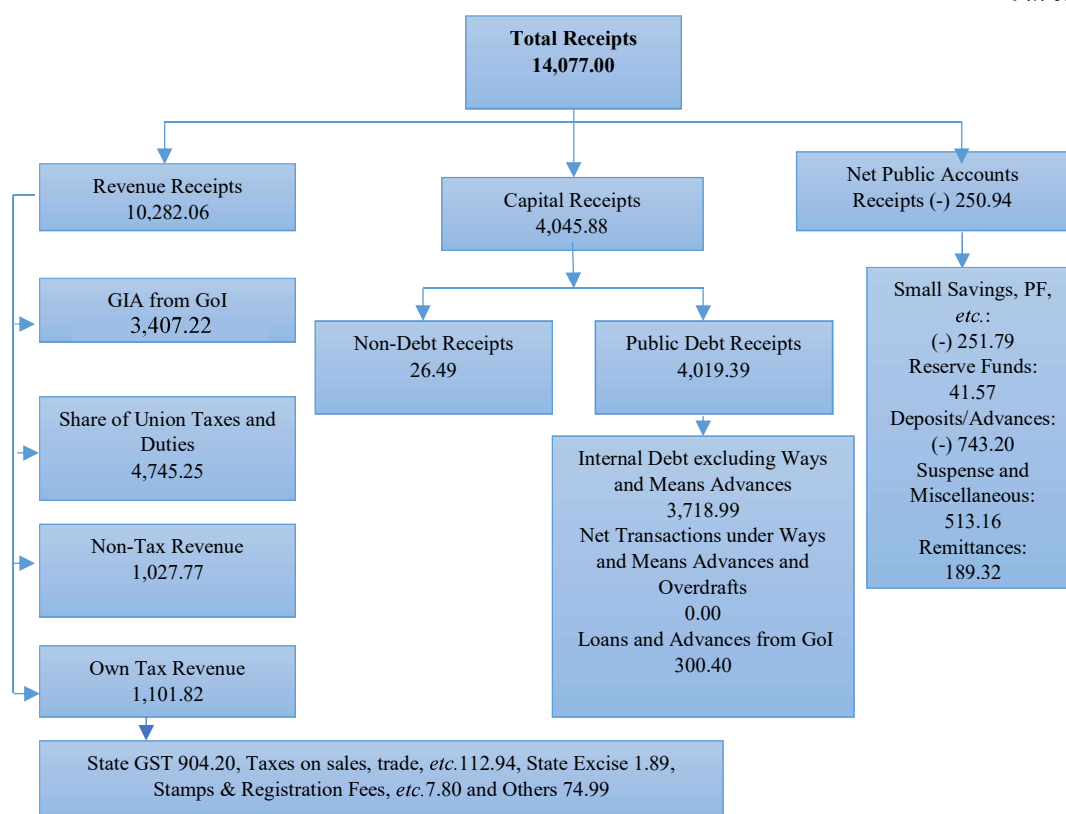 Total Receipts
14,077.00
Revenue Receipts
10,282.06
Capital Receipts
4,045.88
Net Public Accounts
Receipts (-) 250.94
GIA from GoI
3,407.22
Share of Union Taxes and
Duties
4,745.25
Non-Tax Revenue
1,027.77
Own Tax Revenue
1,101.82
State GST 904.20, Taxes on sales, trade, etc.112.94, State Excise 1.89,
Stamps & Registration Fees, etc.7.80 and Others 74.99
Non-Debt Receipts
26.49
Public Debt Receipts
4,019.39
Internal Debt excluding Ways
and Means Advances
3,718.99
Net Transactions under Ways
and Means Advances and
Overdrafts
0.00
Loans and Advances from GoI
300.40
Small Savings, PF,
etc.:
(-) 251.79
Reserve Funds:
41.57
Deposits/Advances:
(-) 743.20
Suspense and
Miscellaneous:
513.16
Remittances:
189.32